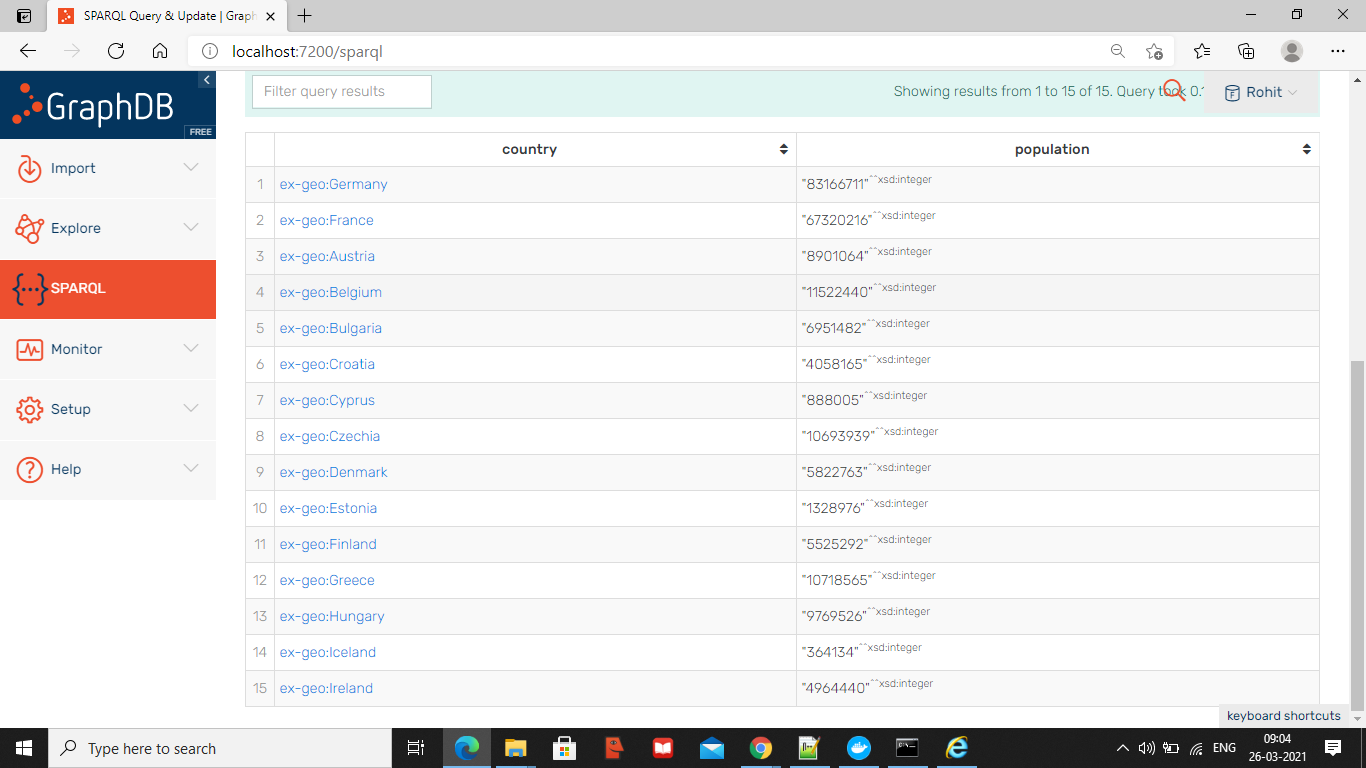 SPARQL Query & Update | Graph
localhost:7200/sparql
GraphDB
FREE
Import
Explore
SPARQL
Monitor
Setup
Help
Filter query results
Showing results from 1 to 15 of 15. Query took 0.1
Rohit
country population
1 ex-geo:Germany "83166711"^^xsd:integer
2 ex-geo:France "67320216"^^xsd:integer
3 ex-geo:Austria "8901064"^^xsd:integer
4 ex-geo:Belgium "11522440"^^xsd:integer
5 ex-geo:Bulgaria "6951482"^^xsd:integer
6 ex-geo:Croatia "4058165"^^xsd:integer
7 ex-geo:Cyprus "888005"^^xsd:integer
8 ex-geo:Czechia "10693939"^^xsd:integer
9 ex-geo:Denmark "5822763"^^xsd:integer
10 ex-geo:Estonia "1328976"^^xsd:integer
11 ex-geo:Finland "5525292"^^xsd:integer
12 ex-geo:Greece "10718565"^^xsd:integer
13 ex-geo:Hungary "9769526"^^xsd:integer
14 ex-geo:Iceland "364134"^^xsd:integer
15 ex-geo:Ireland "4964440"^^xsd:integer
keyboard shortcuts
Type here to search
ENG
09:04
26-03-2021